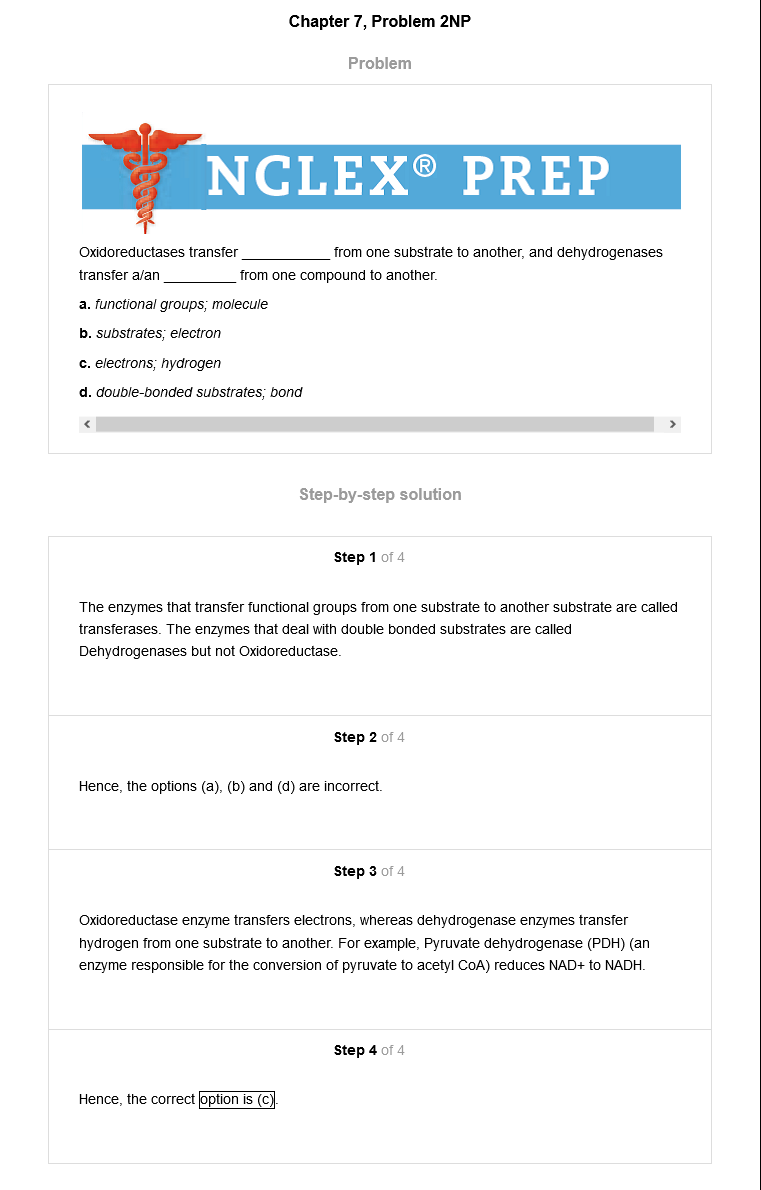 Chapter 7, Problem 2NP
Problem
NCLEX® PREP
Oxidoreductases transfer ____________ from one substrate to another, and dehydrogenases
transfer a/an _________ from one compound to another.
a. functional groups; molecule
b. substrates; electron
c. electrons; hydrogen
d. double-bonded substrates; bond
Step-by-step solution
Step 1 of 4
The enzymes that transfer functional groups from one substrate to another substrate are called
transferases. The enzymes that deal with double bonded substrates are called
Dehydrogenases but not Oxidoreductase.
Step 2 of 4
Hence, the options (a), (b) and (d) are incorrect.
Step 3 of 4
Oxidoreductase enzyme transfers electrons, whereas dehydrogenase enzymes transfer
hydrogen from one substrate to another. For example, Pyruvate dehydrogenase (PDH) (an
enzyme responsible for the conversion of pyruvate to acetyl CoA) reduces NAD+ to NADH.
Step 4 of 4
Hence, the correct option is (c).